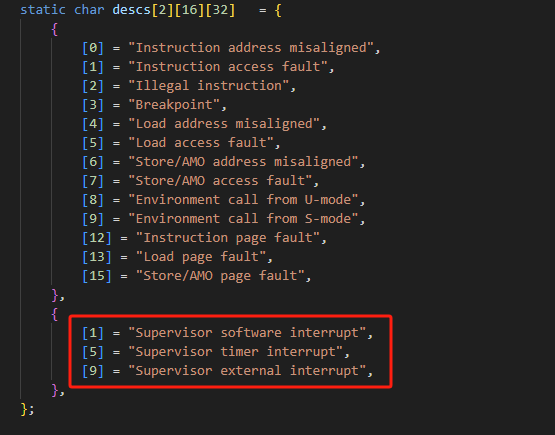 static char descs[2][16][32]   = {
    {
        [0] = "Instruction address misaligned",
        [1] = "Instruction access fault",
        [2] = "Illegal instruction",
        [3] = "Breakpoint",
        [4] = "Load address misaligned",
        [5] = "Load access fault",
        [6] = "Store/AMO address misaligned",
        [7] = "Store/AMO access fault",
        [8] = "Environment call from U-mode",
        [9] = "Environment call from S-mode",
        [12] = "Instruction page fault",
        [13] = "Load page fault",
        [15] = "Store/AMO page fault",
    },
    {
        [1] = "Supervisor software interrupt",
        [5] = "Supervisor timer interrupt",
        [9] = "Supervisor external interrupt",
    },
};